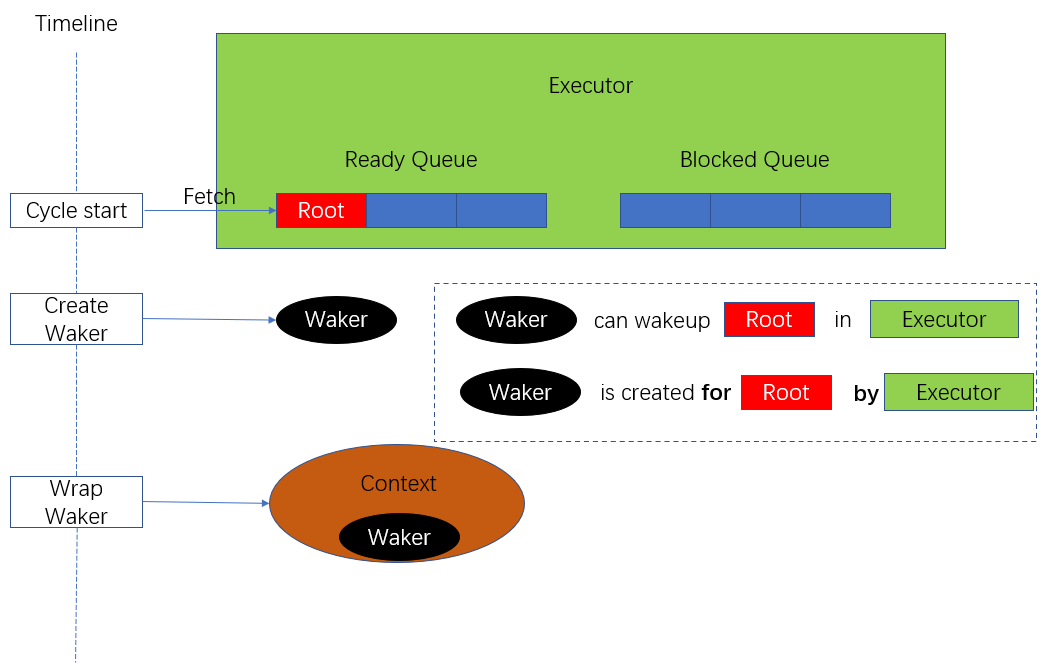 Timeline
Executor
Ready Queue
Blocked Queue
Cycle start
Fetch
Root
Create
Waker
Waker
Waker can wakeup Root in Executor
Waker is created for Root by Executor
Wrap
Waker
Context
Waker